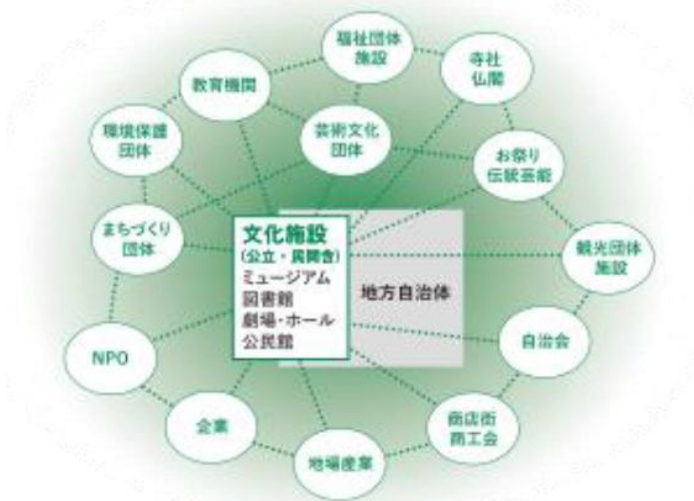 福祉団体
施設
寺社
仏閣
教育機関
環境保護
団体
芸術文化
団体
お祭り
伝統芸能
まちづくり
団体
文化施設
(公立・民間含)
ミュージアム
図書館
劇場・ホール
公民館
地方自治体
観光団体
施設
自治会
NPO
企業
商店街
商工会
地場産業